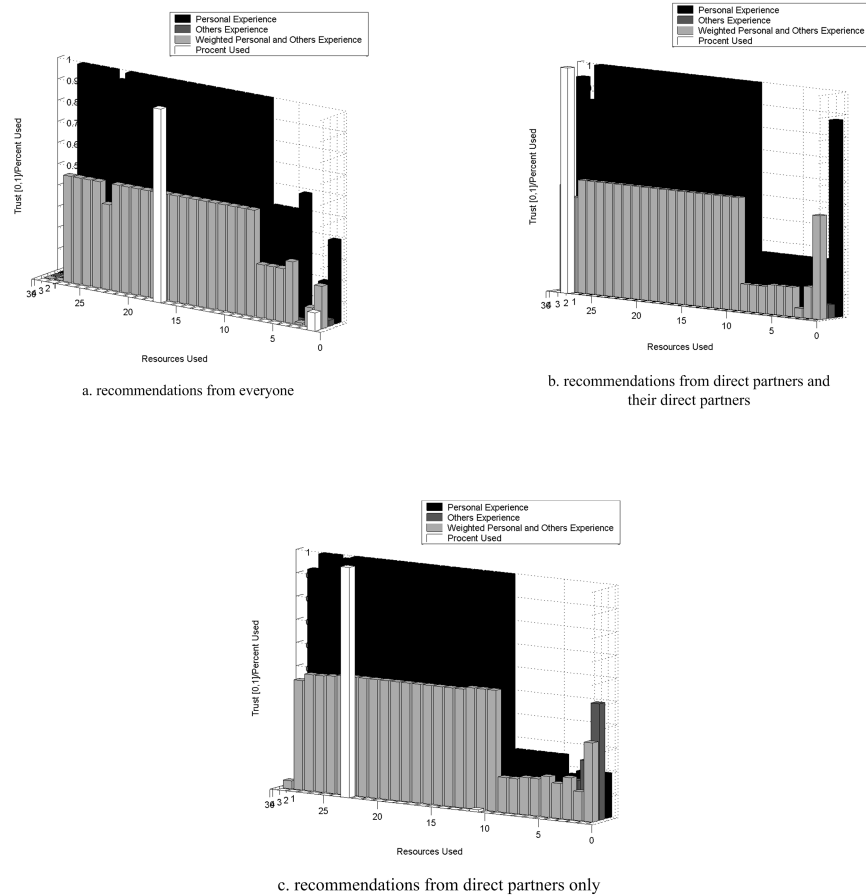 Personal Experience
Others Experience
Weighted Personal and Others Experience
Procent Used
1
0.9
0.8
0.7
0.6
0.5
Trust [0,1]/Percent Used
3 2 1
25
20
15
10
5
0
Resources Used
a. recommendations from everyone
Personal Experience
Others Experience
Weighted Personal and Others Experience
Procent Used
1
Trust [0,1]/Percent Used
3 2 1
25
20
15
10
5
0
Resources Used
b. recommendations from direct partners and
their direct partners
Personal Experience
Others Experience
Weighted Personal and Others Experience
Procent Used
1
Trust [0,1]/Percent Used
3 2 1
25
20
15
10
5
0
Resources Used
c. recommendations from direct partners only